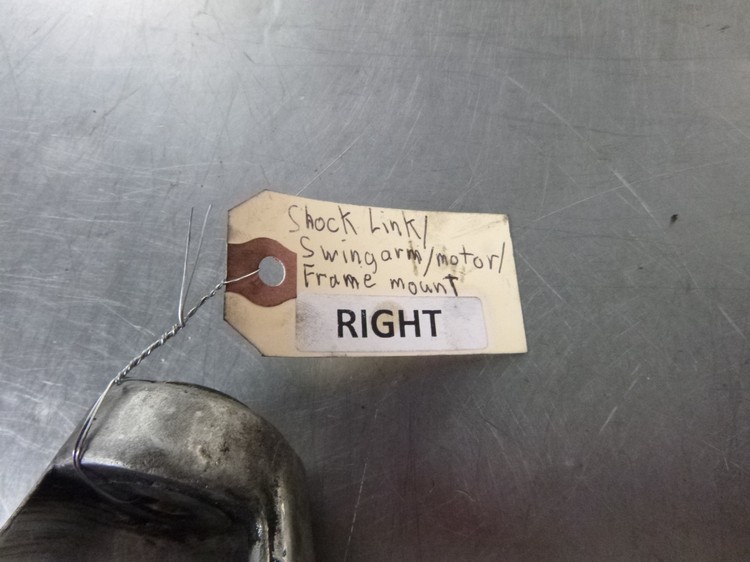 Shock Link/
Swingarm/motor/
Frame mount
RIGHT